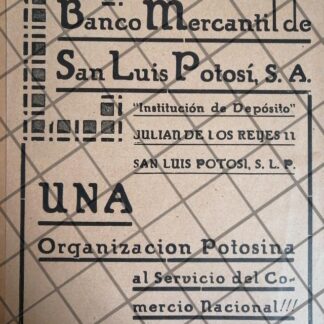 Banco Mercantil de
San Luis Potosí, S. A.
"Institución de Depósito"
JULIAN DE LOS REYES 11
SAN LUIS POTOSI, S. L. P.
UNA
Organizacion Potosina
al Servicio del Co-
mercio Nacional!!!